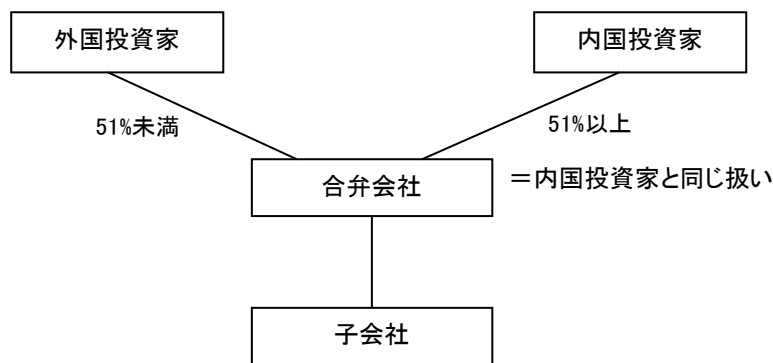 外国投資家
内国投資家
51%未満
51%以上
合弁会社
=内国投資家と同じ扱い
子会社